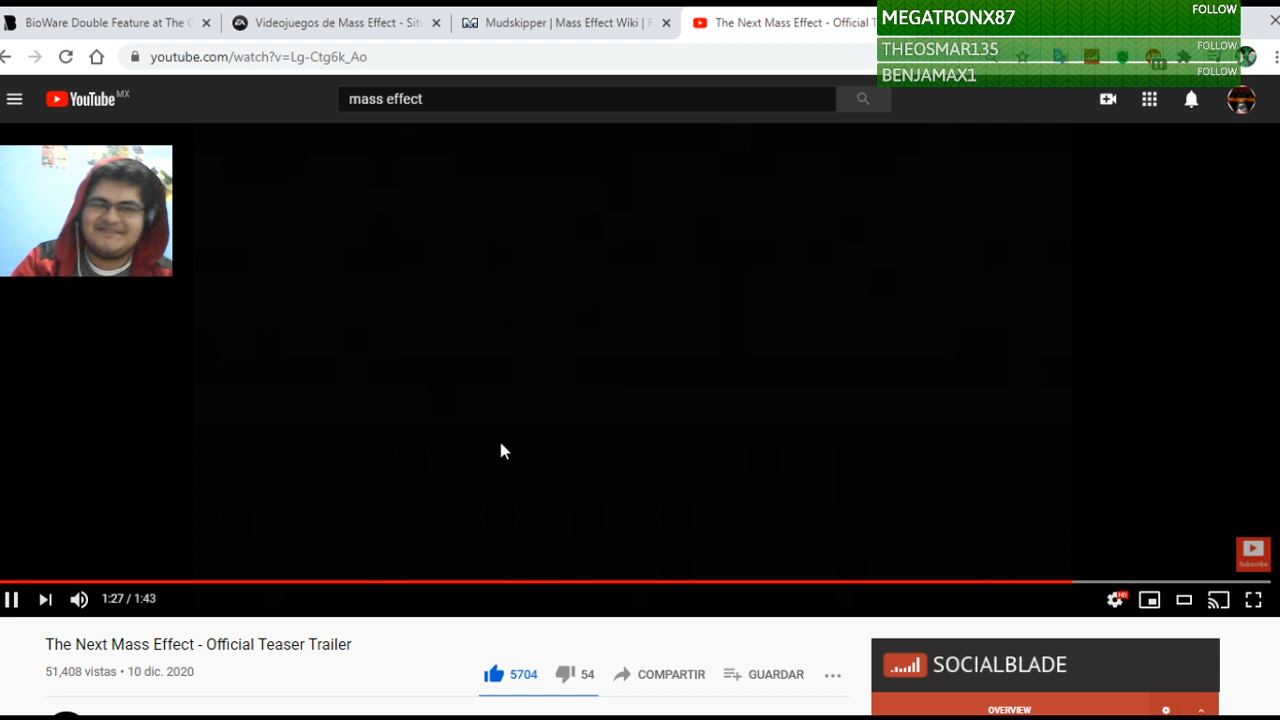 BioWare Double Feature at The G
Videojuegos de Mass Effect - Siti
Mudskipper | Mass Effect Wiki | F
The Next Mass Effect - Official T
MEGATRONX87 FOLLOW
THEOSMAR135 FOLLOW
BENJAMAX1 FOLLOW
youtube.com/watch?v=Lg-Ctg6k_Ao
11
YouTube MX
mass effect
Subscribe
1:27 / 1:43
HD
The Next Mass Effect - Official Teaser Trailer
51,408 vistas • 10 dic. 2020
5704
54
COMPARTIR
GUARDAR
SOCIALBLADE
OVERVIEW